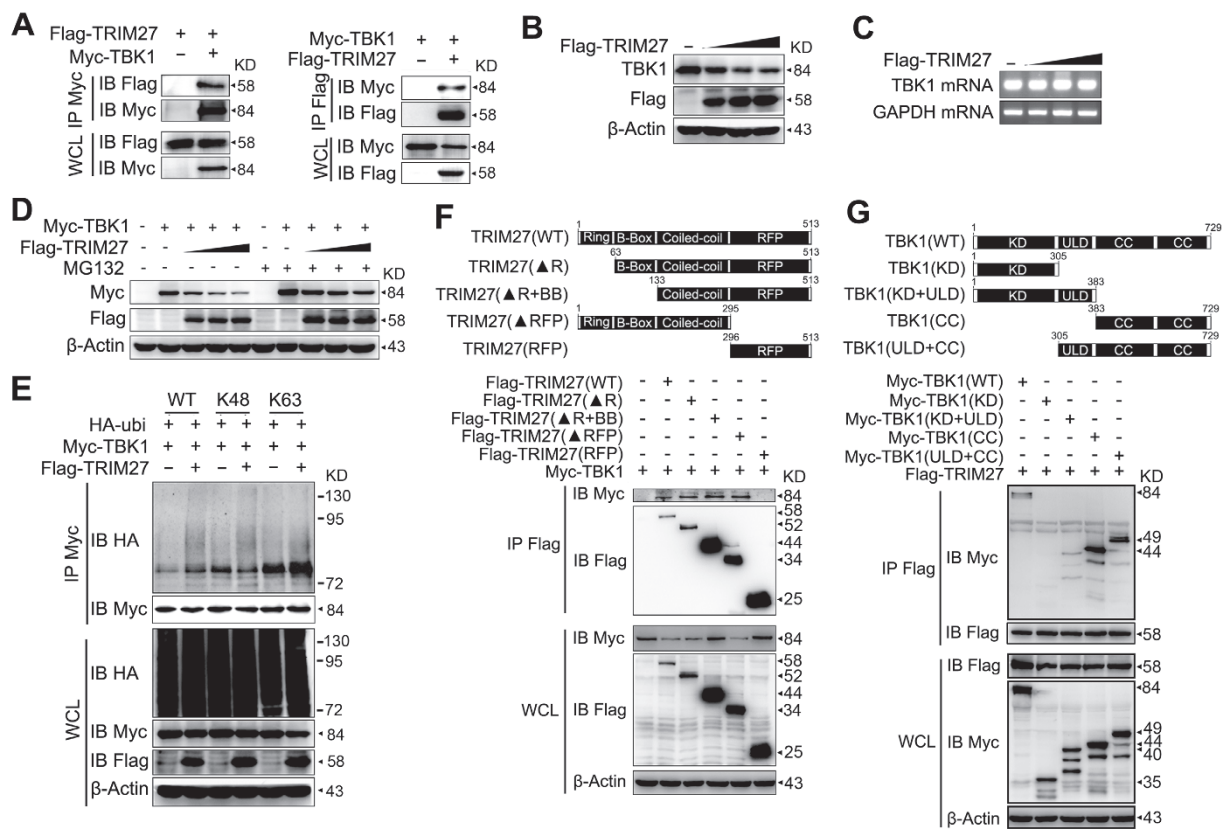 A
Flag-TRIM27 + +
Myc-TBK1 − +
KD
IP Myc
IB Flag 58
IB Myc 84
WCL
IB Flag 58
IB Myc 84
Myc-TBK1 + +
Flag-TRIM27 − +
KD
IP Flag
IB Myc 84
IB Flag 58
WCL
IB Myc 84
IB Flag 58
B
Flag-TRIM27 − KD
TBK1 84
Flag 58
β-Actin 43
C
Flag-TRIM27 −
TBK1 mRNA
GAPDH mRNA
D
Myc-TBK1 - + + + + - + + + +
Flag-TRIM27 - - - -
MG132 - - - - - + + + + +
KD
Myc 84
Flag 58
β-Actin 43
E
WT K48 K63
HA-ubi + + + + + +
Myc-TBK1 + + + + + +
Flag-TRIM27 − + − + − +
KD
IP Myc
IB HA
130
95
72
IB Myc 84
WCL
IB HA
130
95
72
IB Myc 84
IB Flag 58
β-Actin 43
F
1 513
TRIM27(WT) Ring B-Box Coiled-coil RFP
63 513
TRIM27(▲R) B-Box Coiled-coil RFP
133 513
TRIM27(▲R+BB) Coiled-coil RFP
1 295
TRIM27(▲RFP) Ring B-Box Coiled-coil
296 513
TRIM27(RFP) RFP
Flag-TRIM27(WT) - + - - - -
Flag-TRIM27(▲R) - - + - - -
Flag-TRIM27(▲R+BB) - - - + - -
Flag-TRIM27(▲RFP) - - - - + -
Flag-TRIM27(RFP) - - - - - +
Myc-TBK1 + + + + + + KD
IP Flag
IB Myc 84
IB Flag
58
52
44
34
25
WCL
IB Myc 84
IB Flag
58
52
44
34
25
β-Actin 43
G
1 729
TBK1(WT) KD ULD CC CC
1 305
TBK1(KD) KD
1 383
TBK1(KD+ULD) KD ULD
383 729
TBK1(CC) CC CC
305 729
TBK1(ULD+CC) ULD CC CC
Myc-TBK1(WT) + - - - -
Myc-TBK1(KD) - + - - -
Myc-TBK1(KD+ULD) - - + - -
Myc-TBK1(CC) - - - + -
Myc-TBK1(ULD+CC) - - - - +
Flag-TRIM27 + + + + + KD
IP Flag
IB Myc
84
49
44
IB Flag 58
WCL
IB Flag 58
IB Myc
84
49
44
40
35
β-Actin 43